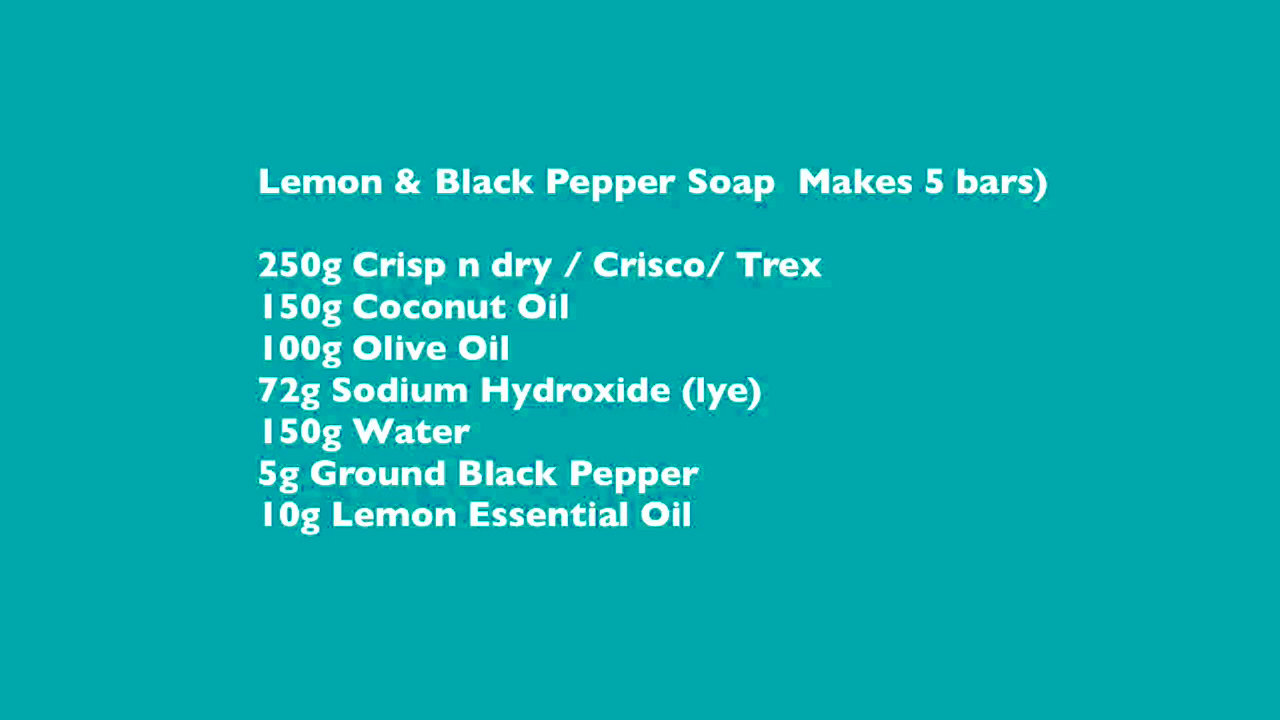 Lemon & Black Pepper Soap  Makes 5 bars)
250g Crisp n dry / Crisco/ Trex
150g Coconut Oil
100g Olive Oil
72g Sodium Hydroxide (lye)
150g Water
5g Ground Black Pepper
10g Lemon Essential Oil